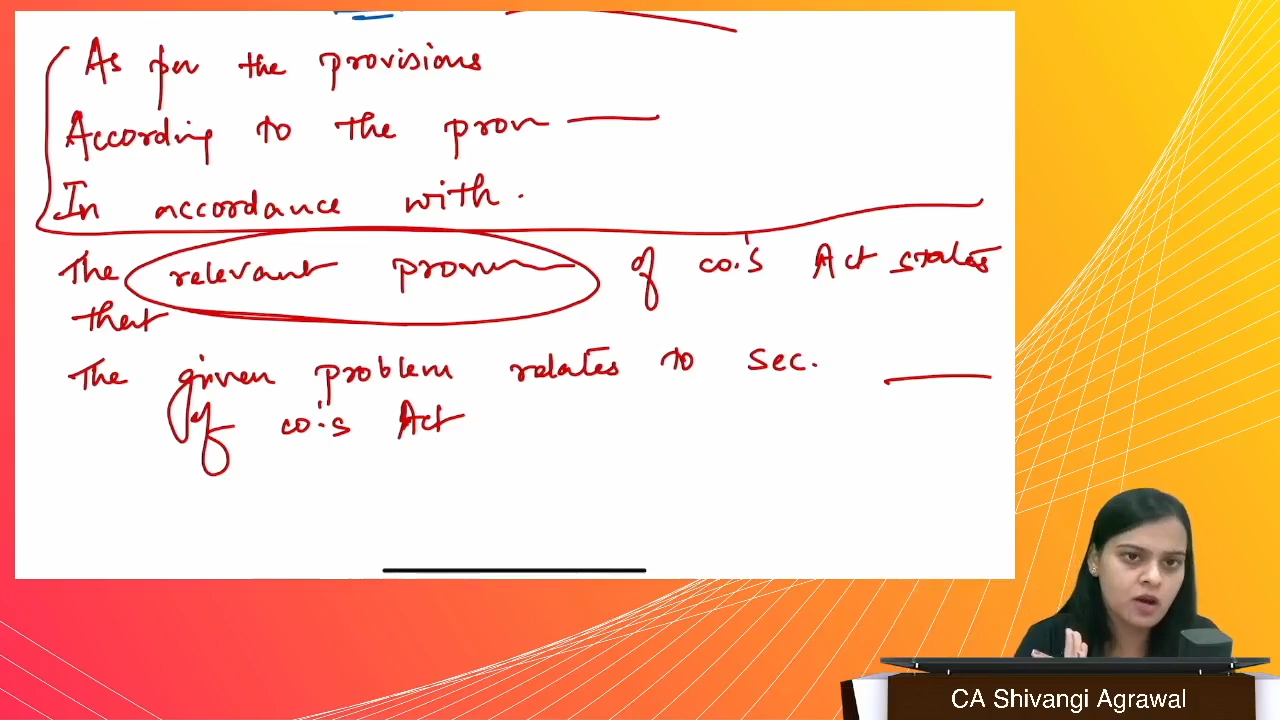 As per the provisions
According to the prov
In accordance with.
The relevant prov of co.'s Act states
that
The given problem relates to sec.
of co.'s Act
CA Shivangi Agrawal